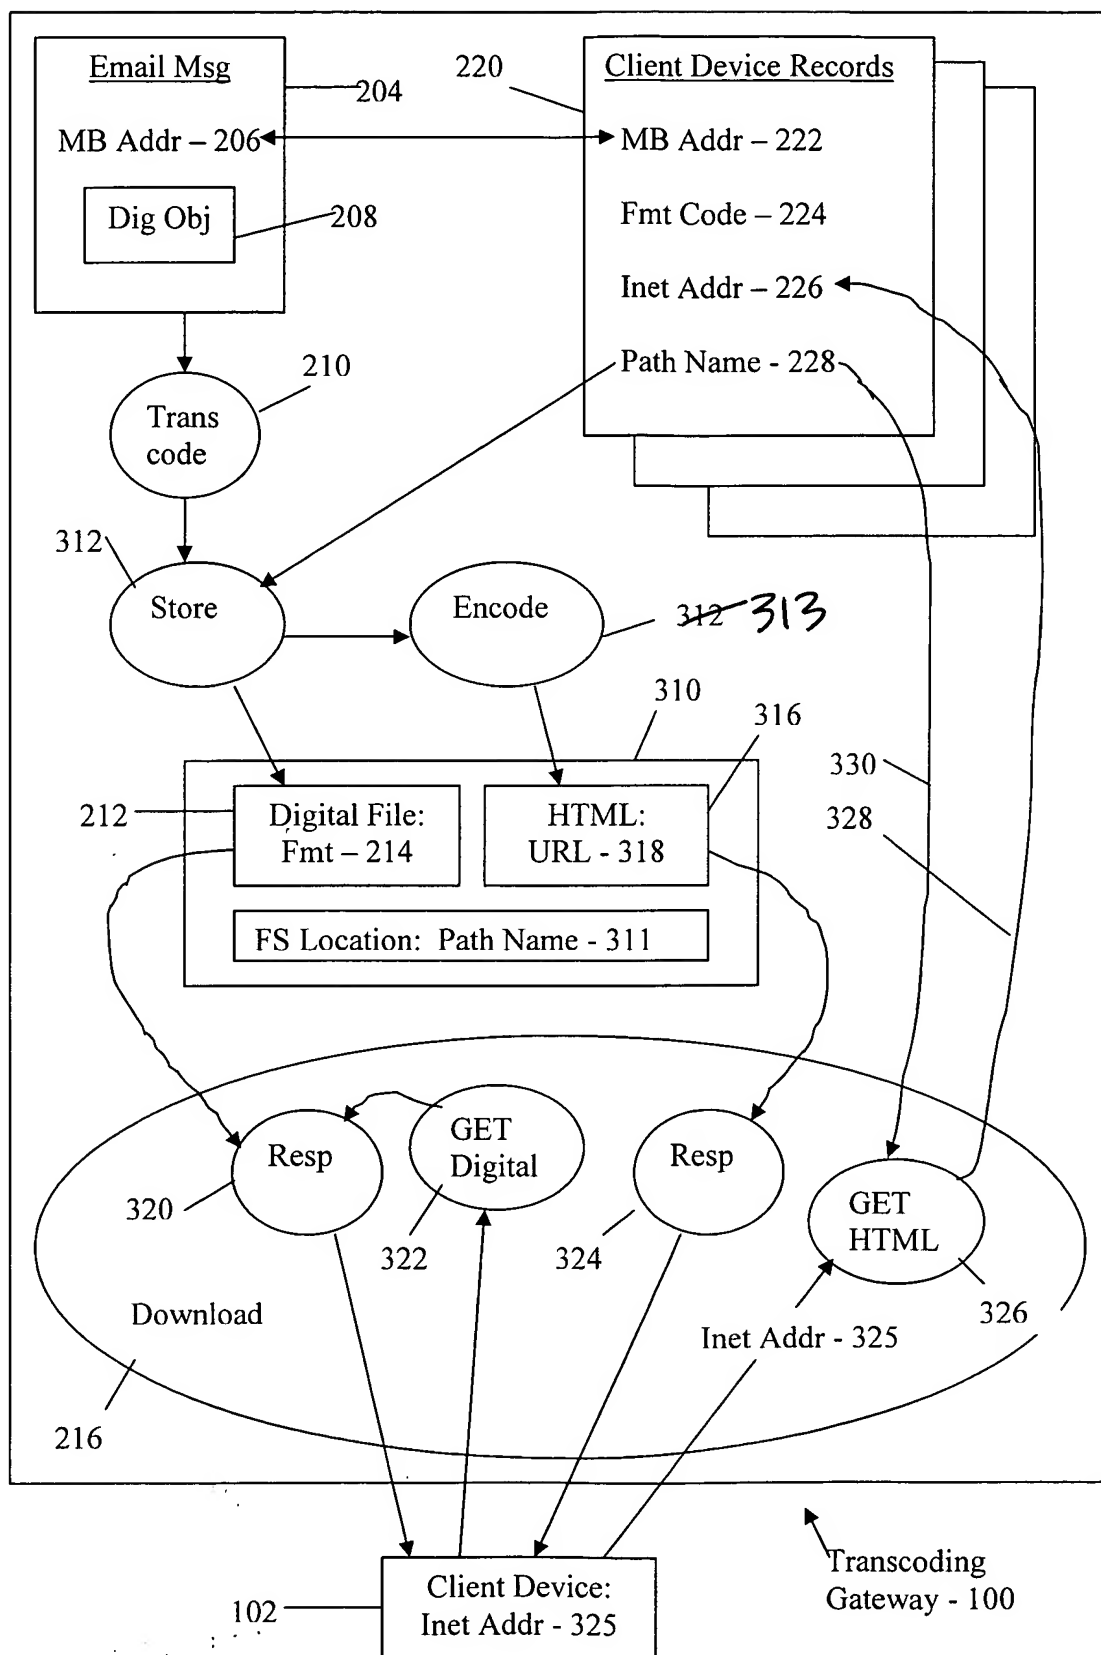 Email Msg
204
MB Addr – 206
Dig Obj
208
220
Client Device Records
MB Addr – 222
Fmt Code – 224
Inet Addr – 226
Path Name - 228
210
Trans
code
312
Store
Encode
312 313
310
316
212
Digital File:
Fmt – 214
HTML:
URL - 318
FS Location: Path Name - 311
330
328
Resp
320
GET
Digital
322
Resp
324
GET
HTML
326
Inet Addr - 325
Download
216
Transcoding
Gateway - 100
102
Client Device:
Inet Addr - 325